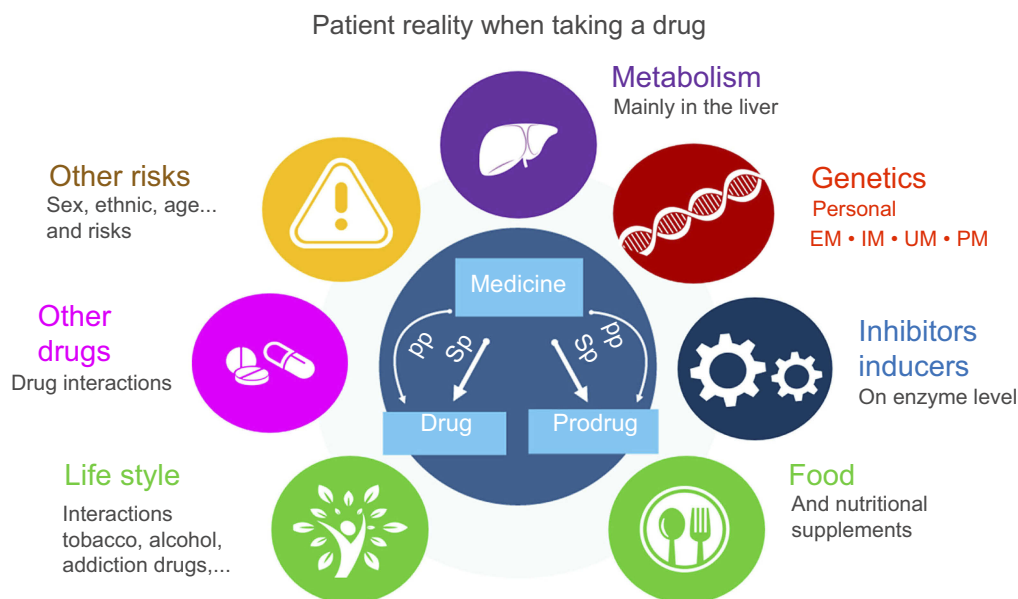 Patient reality when taking a drug
Metabolism
Mainly in the liver
Other risks
Sex, ethnic, age...
and risks
Genetics
Personal
EM • IM • UM • PM
Medicine
pp
Sp
Sp
pp
Drug
Prodrug
Other
drugs
Drug interactions
Inhibitors
inducers
On enzyme level
Life style
Interactions
tobacco, alcohol,
addiction drugs,...
Food
And nutritional
supplements